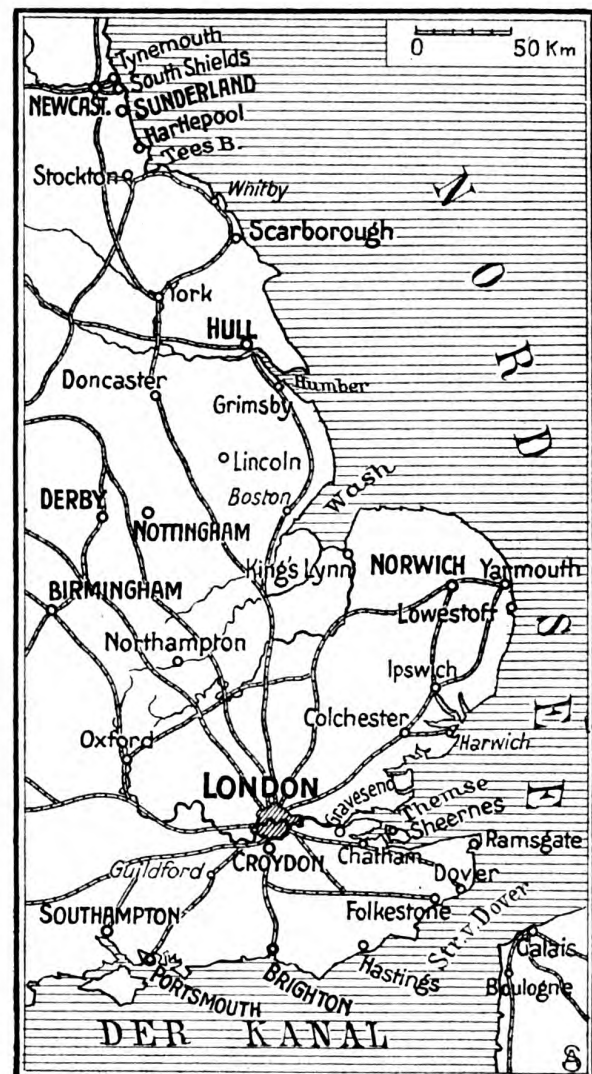 0 50 Km
Tynemouth
South Shields
NEWCAST.
SUNDERLAND
Hartlepool
Tees B.
Stockton
Whitby
Scarborough
York
HULL
Humber
Doncaster
Grimsby
Lincoln
Boston
Wash
DERBY
NOTTINGHAM
King's Lynn
NORWICH
Yarmouth
BIRMINGHAM
Lowestoft
Northampton
Ipswich
Colchester
Harwich
Oxford
LONDON
Gravesend
Themse
Sheernes
Ramsgate
Chatham
CROYDON
Guildford
Dover
Folkestone
SOUTHAMPTON
Str. v. Dover
Calais
Boulogne
PORTSMOUTH
BRIGHTON
Hastings
NORDSEE
DER KANAL